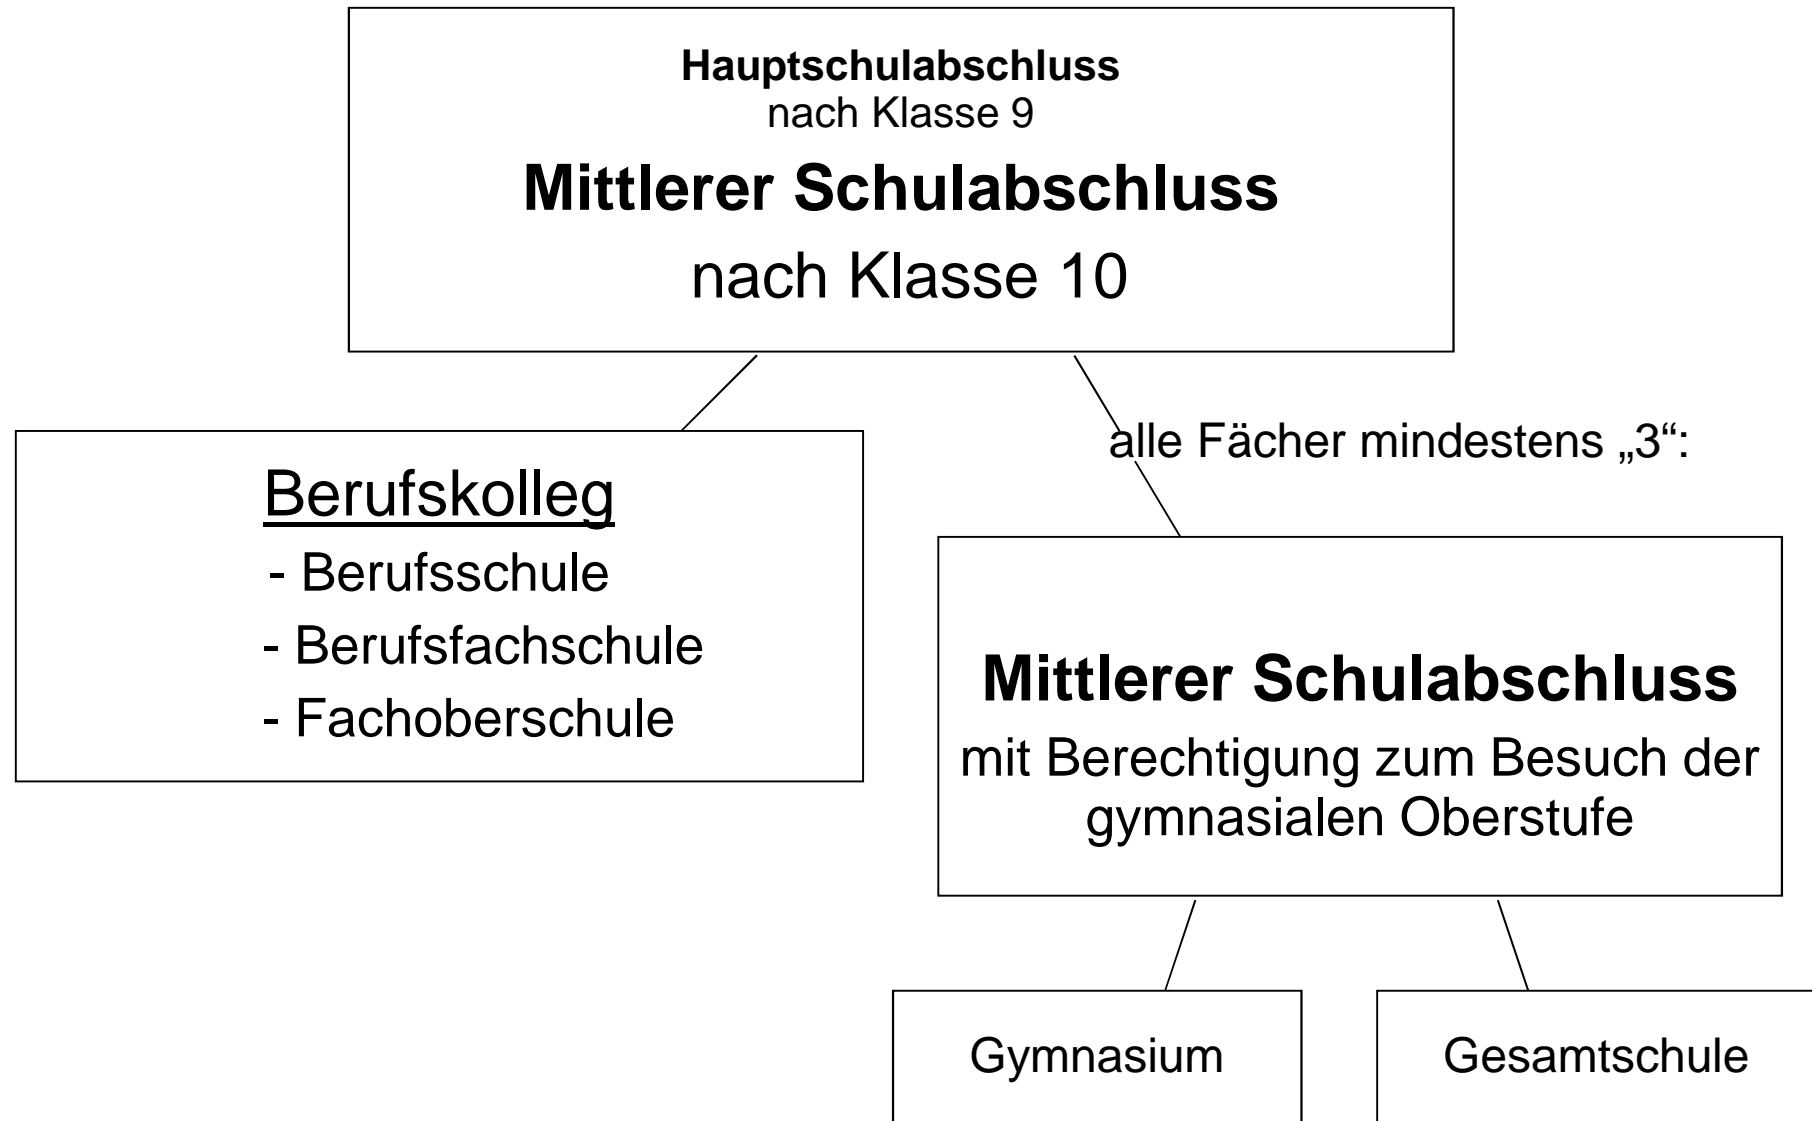 Hauptschulabschluss
nach Klasse 9
Mittlerer Schulabschluss
nach Klasse 10
alle Fächer mindestens „3“:
Berufskolleg
- Berufsschule
- Berufsfachschule
- Fachoberschule
Mittlerer Schulabschluss
mit Berechtigung zum Besuch der
gymnasialen Oberstufe
Gymnasium
Gesamtschule